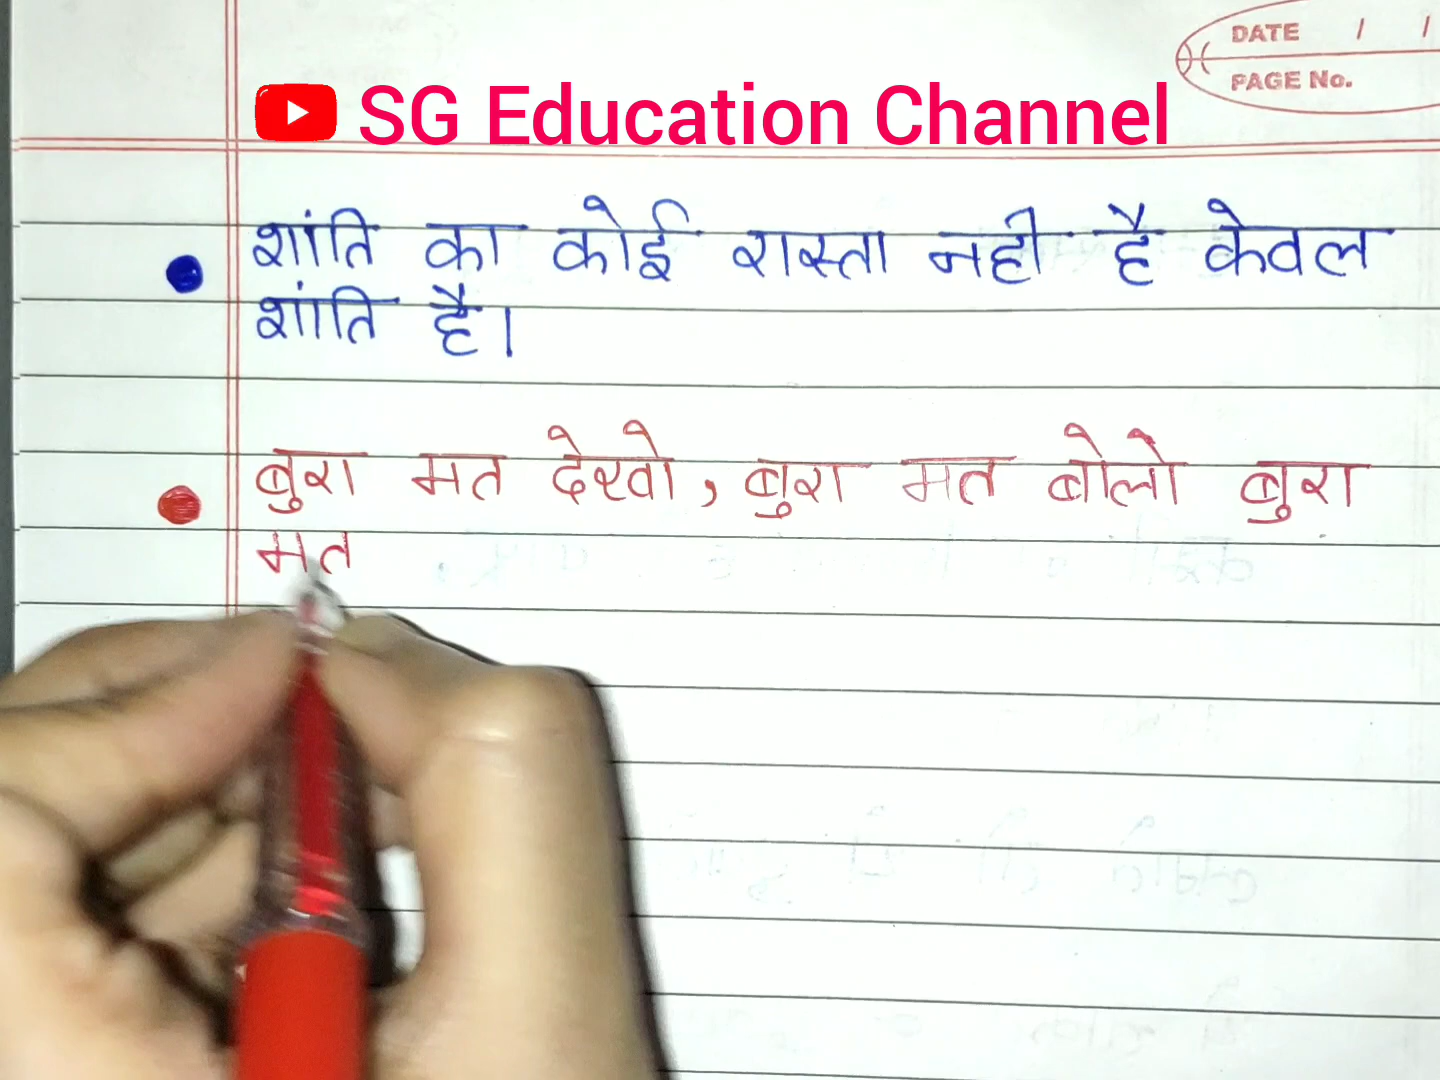 DATE / /
PAGE No.
SG Education Channel
शांति का कोई रास्ता नही है केवल
शांति है।
बुरा मत देखो, बुरा मत बोलो बुरा
मत